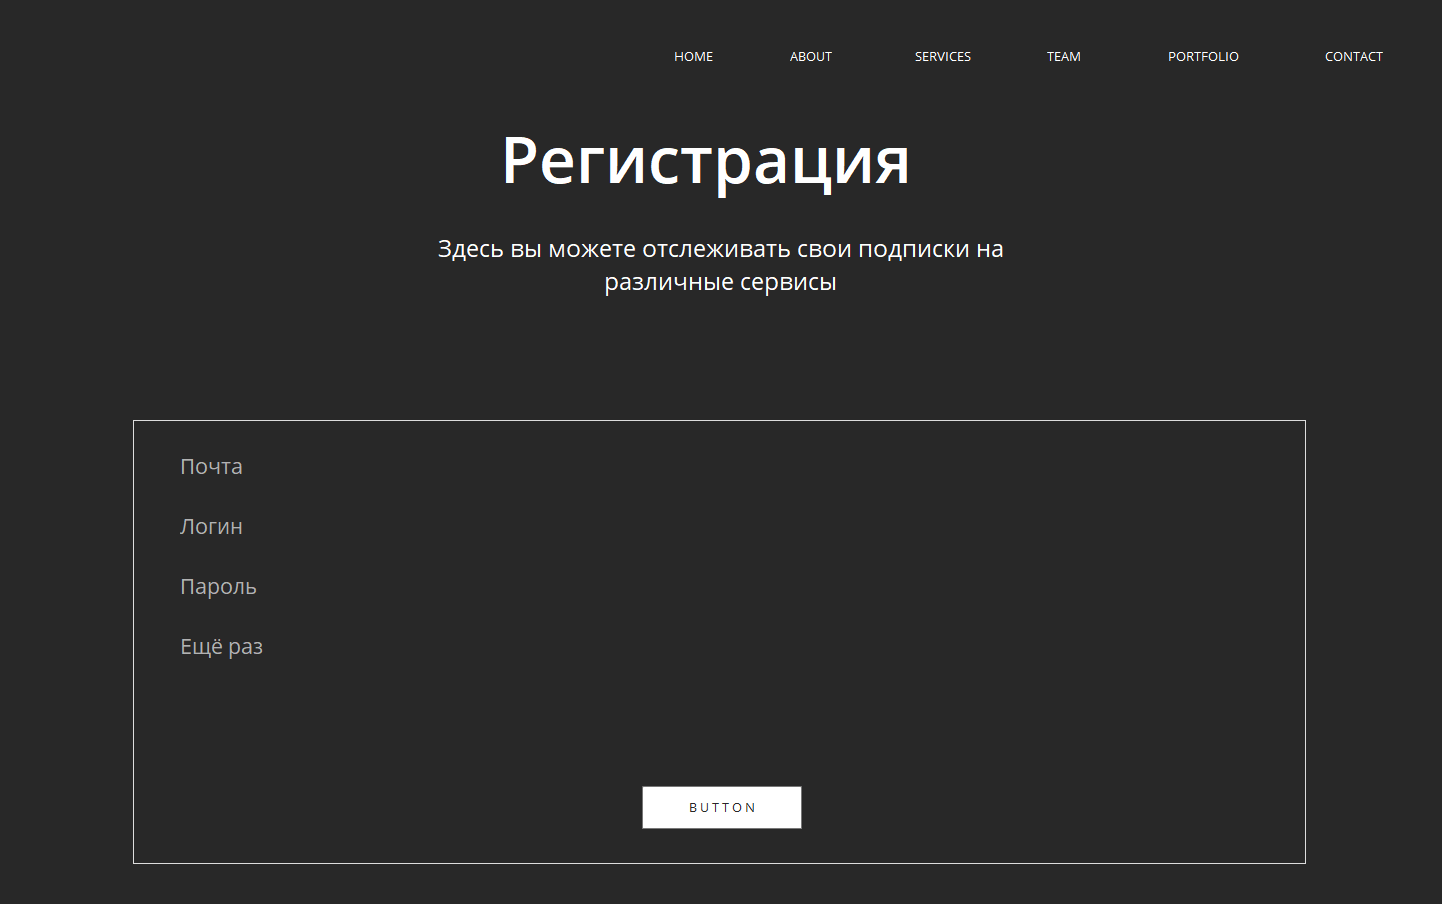 HOME ABOUT SERVICES TEAM PORTFOLIO CONTACT
Регистрация
Здесь вы можете отслеживать свои подписки на
различные сервисы
Почта
Логин
Пароль
Ещё раз
BUTTON